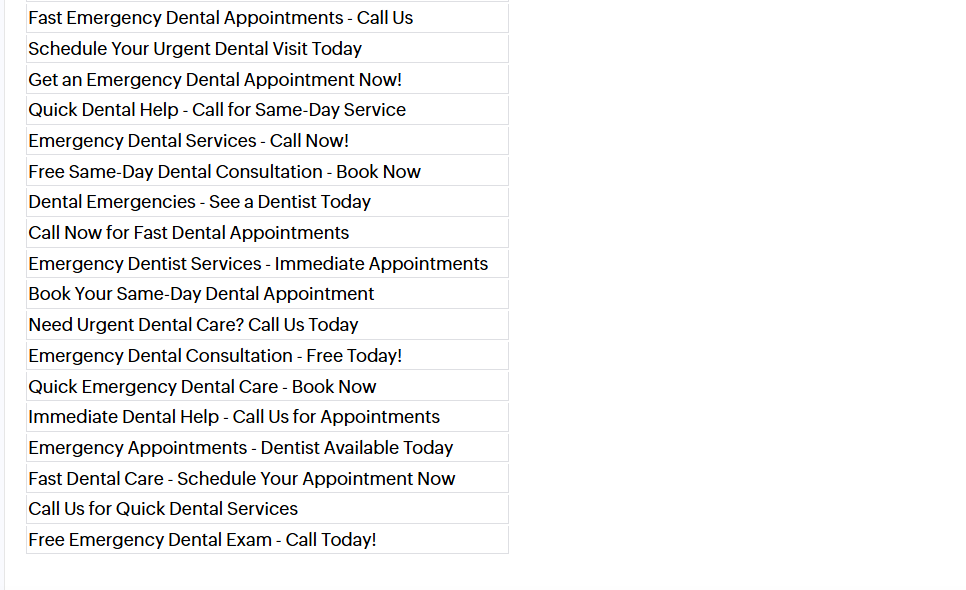 Fast Emergency Dental Appointments - Call Us
Schedule Your Urgent Dental Visit Today
Get an Emergency Dental Appointment Now!
Quick Dental Help - Call for Same-Day Service
Emergency Dental Services - Call Now!
Free Same-Day Dental Consultation - Book Now
Dental Emergencies - See a Dentist Today
Call Now for Fast Dental Appointments
Emergency Dentist Services - Immediate Appointments
Book Your Same-Day Dental Appointment
Need Urgent Dental Care? Call Us Today
Emergency Dental Consultation - Free Today!
Quick Emergency Dental Care - Book Now
Immediate Dental Help - Call Us for Appointments
Emergency Appointments - Dentist Available Today
Fast Dental Care - Schedule Your Appointment Now
Call Us for Quick Dental Services
Free Emergency Dental Exam - Call Today!